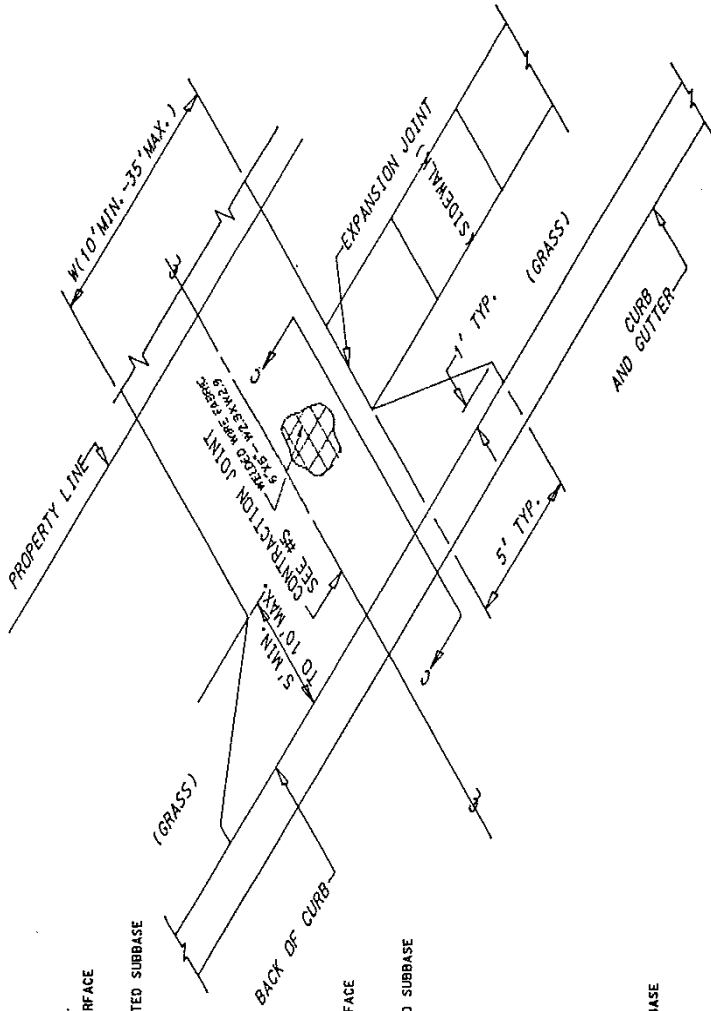 W(10'MIN.-35'MAX.)
PROPERTY LINE
EXPANSION JOINT
(SIDEWALK)
WELDED WIRE FABRIC
6"X6"-W2.9XW2.9
CONTRACTION JOINT
SEE #5
C
5'MIN.
TO 10'MAX.
1' TYP.
(GRASS)
CURB
AND GUTTER
5' TYP.
C
(GRASS)
BACK OF CURB
RFACE
TED SUBBASE
FACE
D SUBBASE
BASE